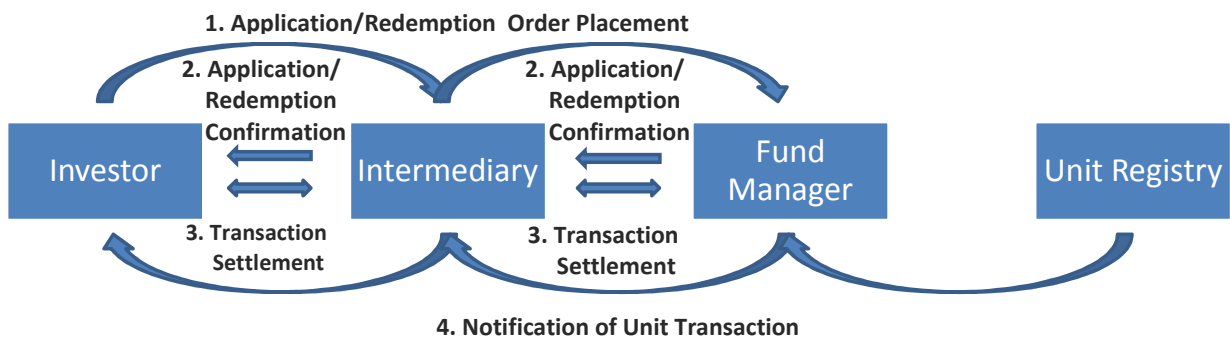 1. Application/Redemption Order Placement
2. Application/
Redemption
Confirmation
2. Application/
Redemption
Confirmation
Investor
Intermediary
Fund
Manager
Unit Registry
3. Transaction
Settlement
3. Transaction
Settlement
4. Notification of Unit Transaction